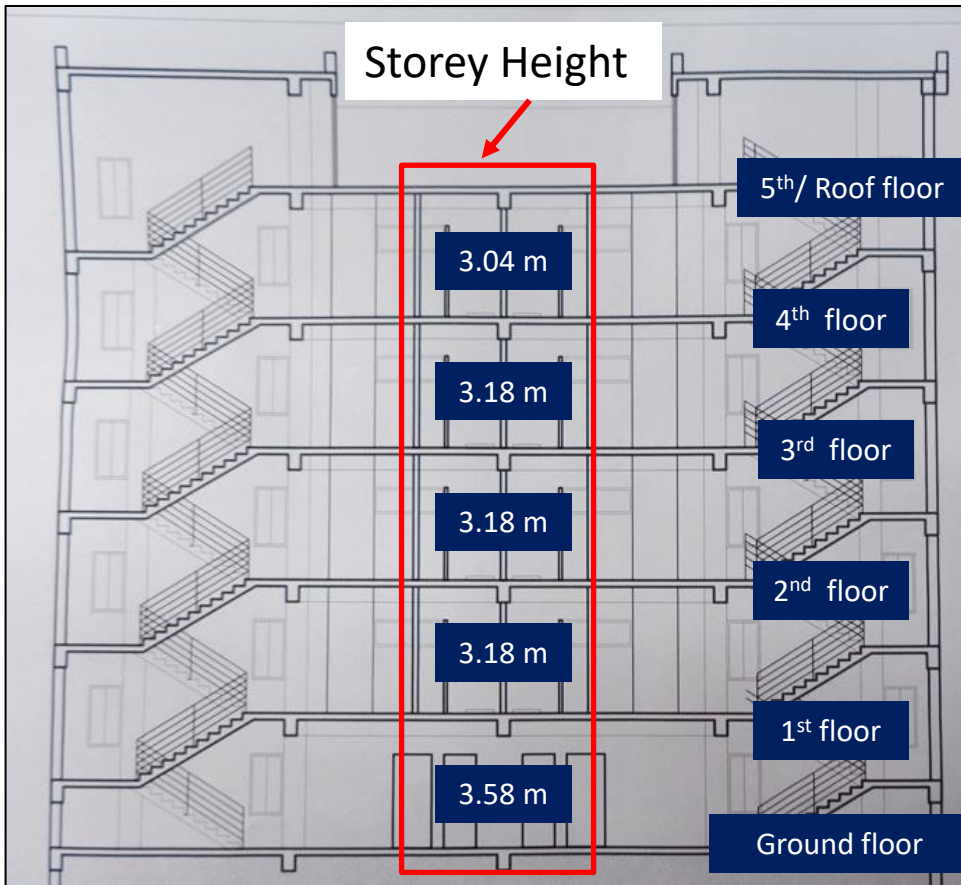 Storey Height
5th/ Roof floor
3.04 m
4th floor
3.18 m
3rd floor
3.18 m
2nd floor
3.18 m
1st floor
3.58 m
Ground floor